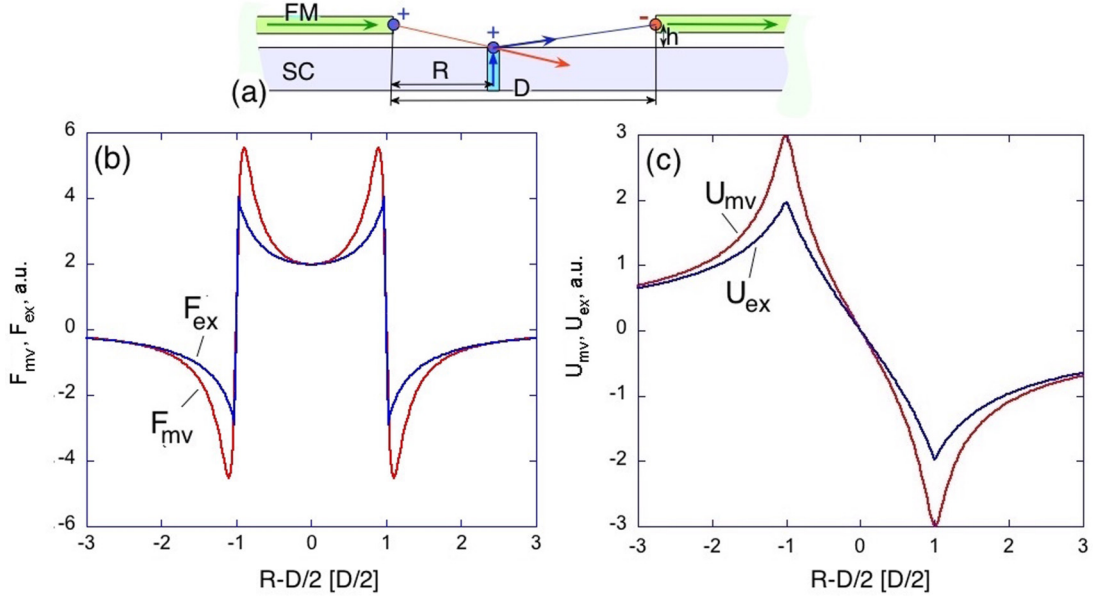 FM
+
+
-
h
R
SC
D
(a)
6
4
2
0
-2
-4
-6
(b)
F_ex
F_mv
F_mv, F_ex, a.u.
-3 -2 -1 0 1 2 3
R-D/2 [D/2]
3
2
1
0
-1
-2
-3
(c)
U_mv
U_ex
U_mv, U_ex, a.u.
-3 -2 -1 0 1 2 3
R-D/2 [D/2]